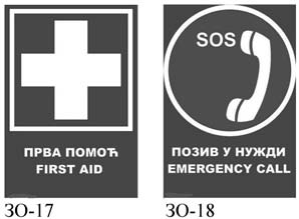 ПРВА ПОМОЋ
FIRST AID
ЗО-17
SOS
ПОЗИВ У НУЖДИ
EMERGENCY CALL
ЗО-18